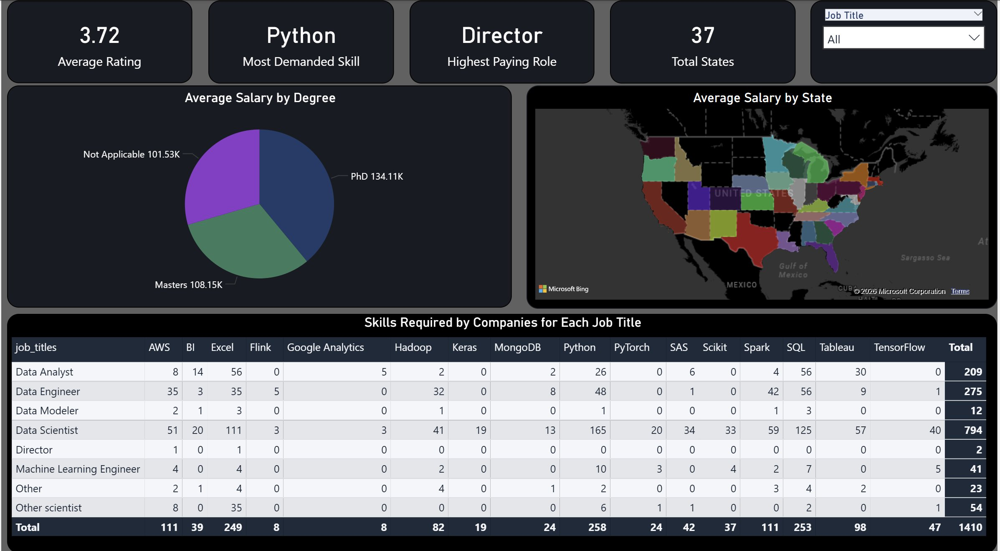 3.72
Average Rating
Python
Most Demanded Skill
Director
Highest Paying Role
37
Total States
Job Title
All
Average Salary by Degree
Not Applicable 101.53K
PhD 134.11K
Masters 108.15K
Average Salary by State
UNITED STATES
At
Sargasso Sea
Gulf of
Mexico
MEXICO
CUBA
Microsoft Bing
© 2026 Microsoft Corporation Terms
HAITI
Skills Required by Companies for Each Job Title
job_titles AWS BI Excel Flink Google Analytics Hadoop Keras MongoDB Python PyTorch SAS Scikit Spark SQL Tableau TensorFlow Total
Data Analyst 8 14 56 0 5 2 0 2 26 0 6 0 4 56 30 0 209
Data Engineer 35 3 35 5 0 32 0 8 48 0 1 0 42 56 9 1 275
Data Modeler 2 1 3 0 0 1 0 0 1 0 0 0 1 3 0 0 12
Data Scientist 51 20 111 3 3 41 19 13 165 20 34 33 59 125 57 40 794
Director 1 0 1 0 0 0 0 0 0 0 0 0 0 0 0 0 2
Machine Learning Engineer 4 0 4 0 0 2 0 0 10 3 0 4 2 7 0 5 41
Other 2 1 4 0 0 4 0 1 2 0 0 0 3 4 2 0 23
Other scientist 8 0 35 0 0 0 0 0 6 1 1 0 0 2 0 1 54
Total 111 39 249 8 8 82 19 24 258 24 42 37 111 253 98 47 1410